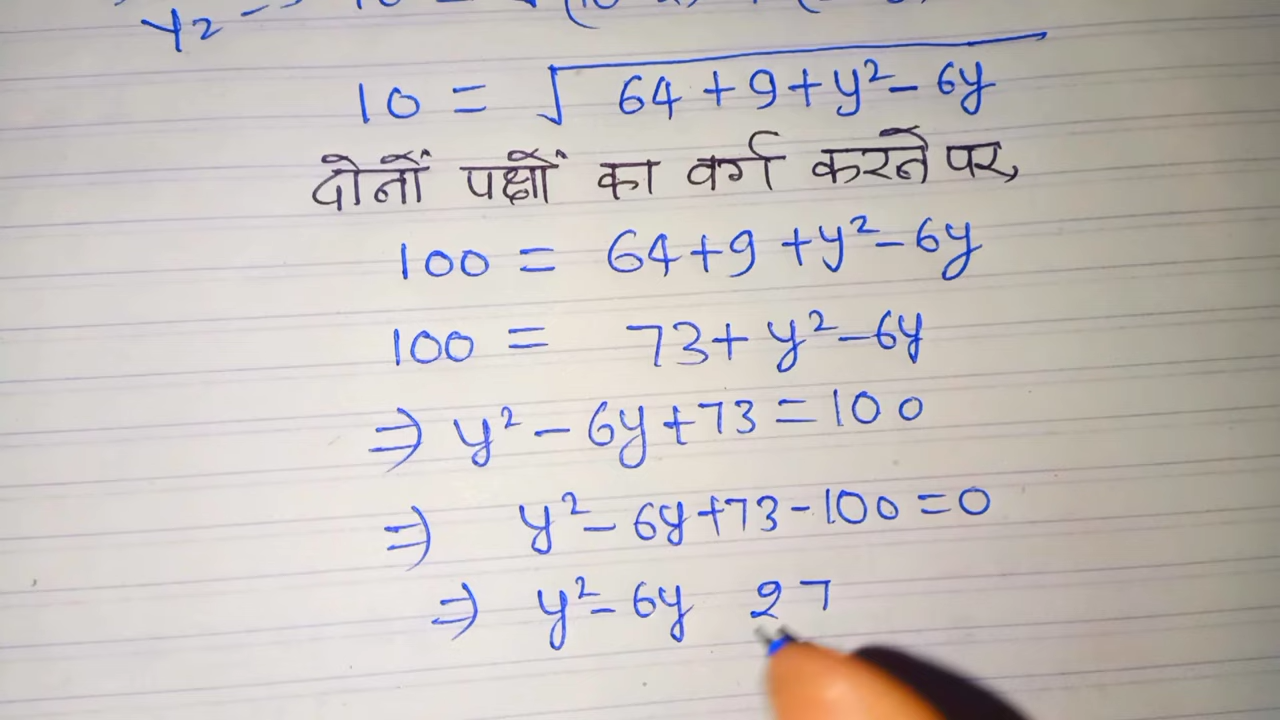 Y2
10 = √64+9+y²-6y
दोनों पक्षों का वर्ग करने पर,
100 = 64+9+y²-6y
100 = 73+y²-6y
⇒ y²-6y+73=100
⇒ y²-6y+73-100=0
⇒ y²-6y 27